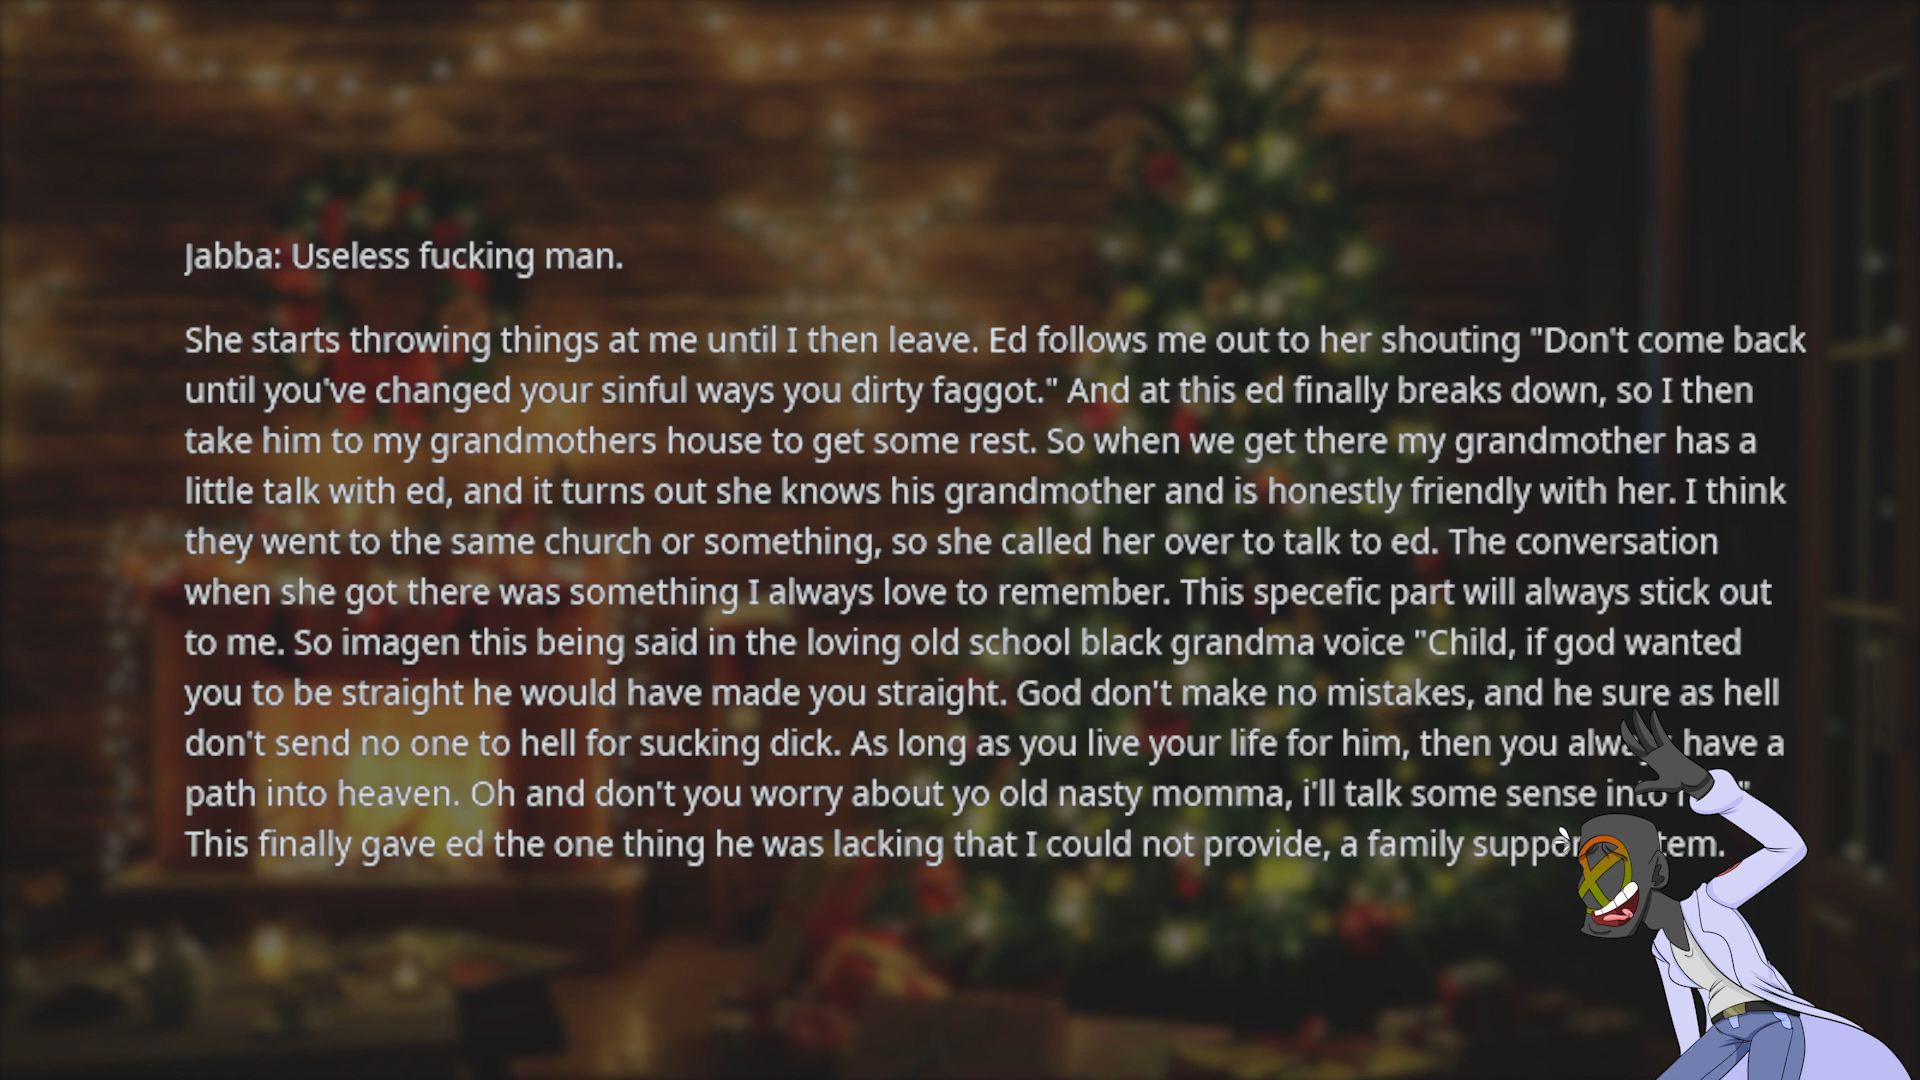 Jabba: Useless fucking man.
She starts throwing things at me until I then leave. Ed follows me out to her shouting "Don't come back
until you've changed your sinful ways you dirty faggot." And at this ed finally breaks down, so I then
take him to my grandmothers house to get some rest. So when we get there my grandmother has a
little talk with ed, and it turns out she knows his grandmother and is honestly friendly with her. I think
they went to the same church or something, so she called her over to talk to ed. The conversation
when she got there was something I always love to remember. This specefic part will always stick out
to me. So imagen this being said in the loving old school black grandma voice "Child, if god wanted
you to be straight he would have made you straight. God don't make no mistakes, and he sure as hell
don't send no one to hell for sucking dick. As long as you live your life for him, then you always have a
path into heaven. Oh and don't you worry about yo old nasty momma, i'll talk some sense into
This finally gave ed the one thing he was lacking that I could not provide, a family